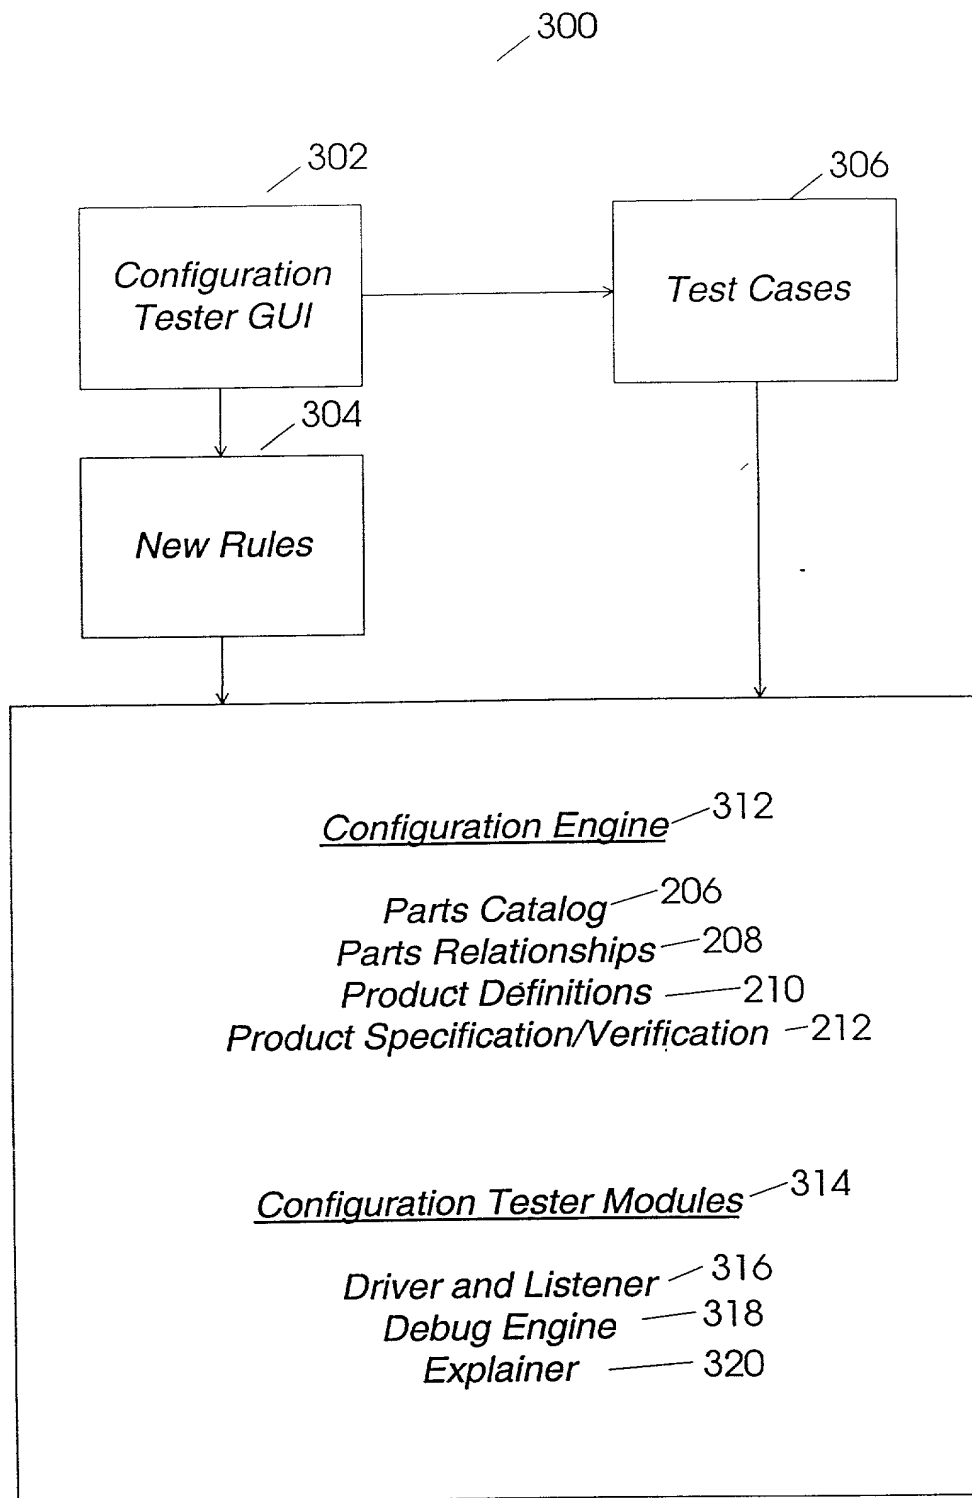 300
302
306
Configuration
Tester GUI
Test Cases
304
New Rules
Configuration Engine 312
Parts Catalog 206
Parts Relationships 208
Product Definitions 210
Product Specification/Verification 212
Configuration Tester Modules 314
Driver and Listener 316
Debug Engine 318
Explainer 320